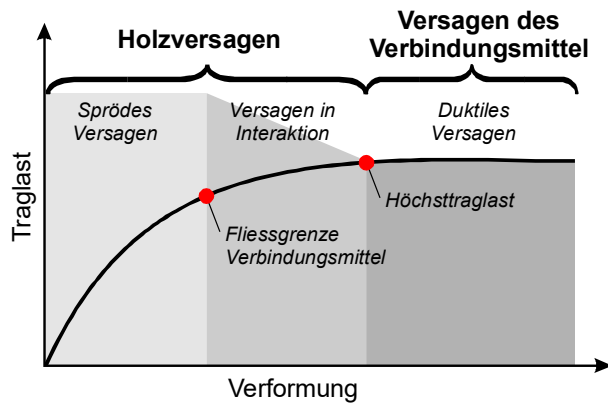 Holzversagen
Versagen des
Verbindungsmittel
Sprödes
Versagen
Versagen in
Interaktion
Duktiles
Versagen
Höchsttraglast
Fliessgrenze
Verbindungsmittel
Traglast
Verformung